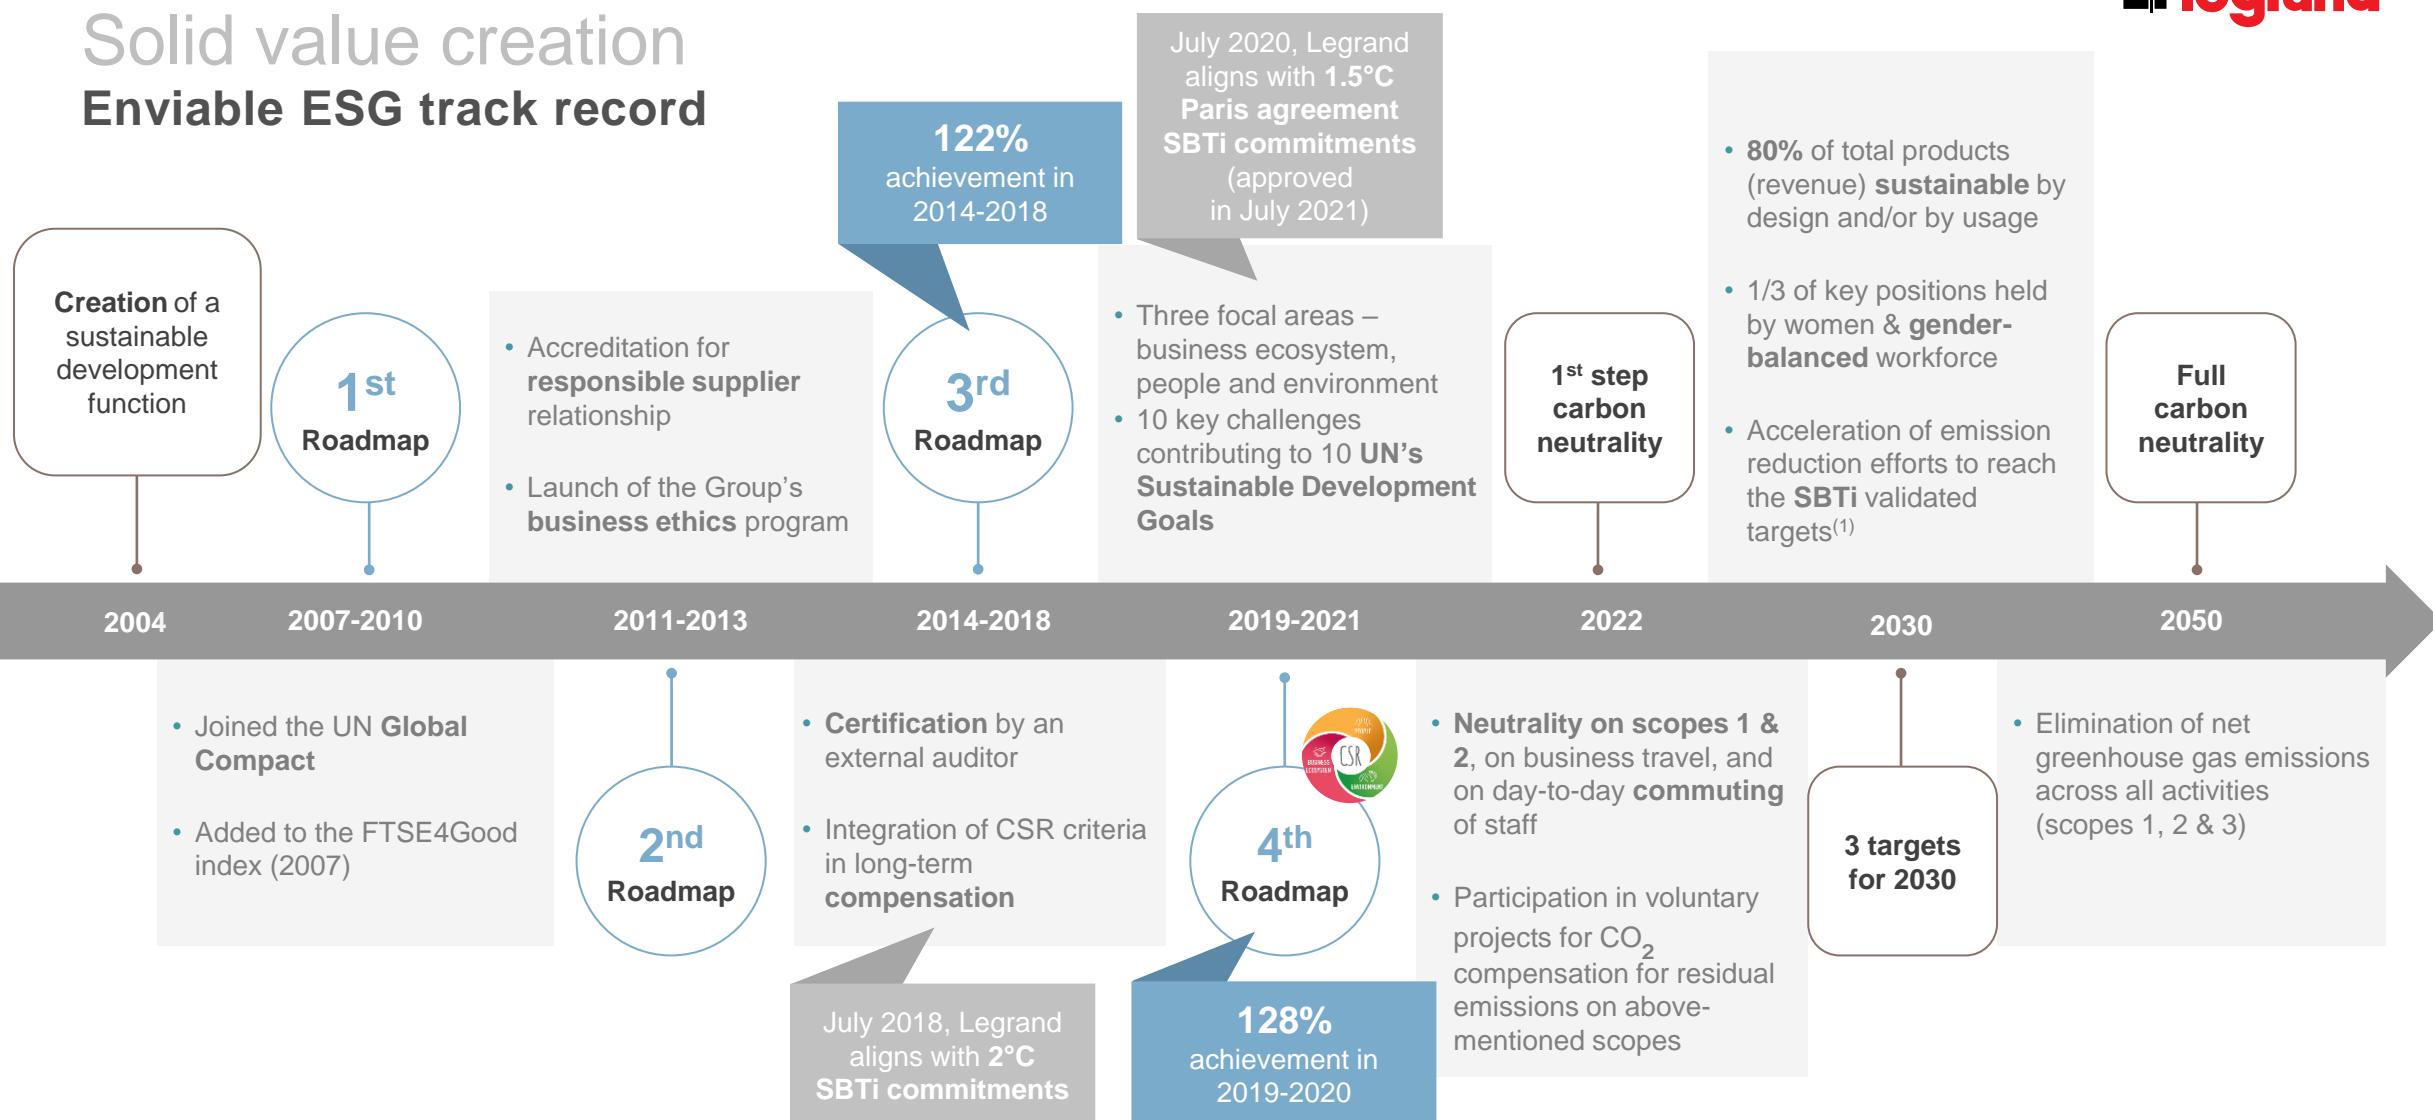 Solid value creation
Enviable ESG track record
legrand
Creation of a
sustainable
development
function
1st
Roadmap
• Accreditation for
responsible supplier
relationship
• Launch of the Group’s
business ethics program
122%
achievement in
2014-2018
3rd
Roadmap
July 2020, Legrand
aligns with 1.5°C
Paris agreement
SBTi commitments
(approved
in July 2021)
• Three focal areas –
business ecosystem,
people and environment
• 10 key challenges
contributing to 10 UN’s
Sustainable Development
Goals
1st step
carbon
neutrality
• 80% of total products
(revenue) sustainable by
design and/or by usage
• 1/3 of key positions held
by women & gender-
balanced workforce
• Acceleration of emission
reduction efforts to reach
the SBTi validated
targets(1)
Full
carbon
neutrality
2004
2007-2010
2011-2013
2014-2018
2019-2021
2022
2030
2050
• Joined the UN Global
Compact
• Added to the FTSE4Good
index (2007)
2nd
Roadmap
• Certification by an
external auditor
• Integration of CSR criteria
in long-term
compensation
July 2018, Legrand
aligns with 2°C
SBTi commitments
PEOPLE
BUSINESS
ECOSYSTEM
CSR
ENVIRONMENT
4th
Roadmap
128%
achievement in
2019-2020
• Neutrality on scopes 1 &
2, on business travel, and
on day-to-day commuting
of staff
• Participation in voluntary
projects for CO2
compensation for residual
emissions on above-
mentioned scopes
3 targets
for 2030
• Elimination of net
greenhouse gas emissions
across all activities
(scopes 1, 2 & 3)